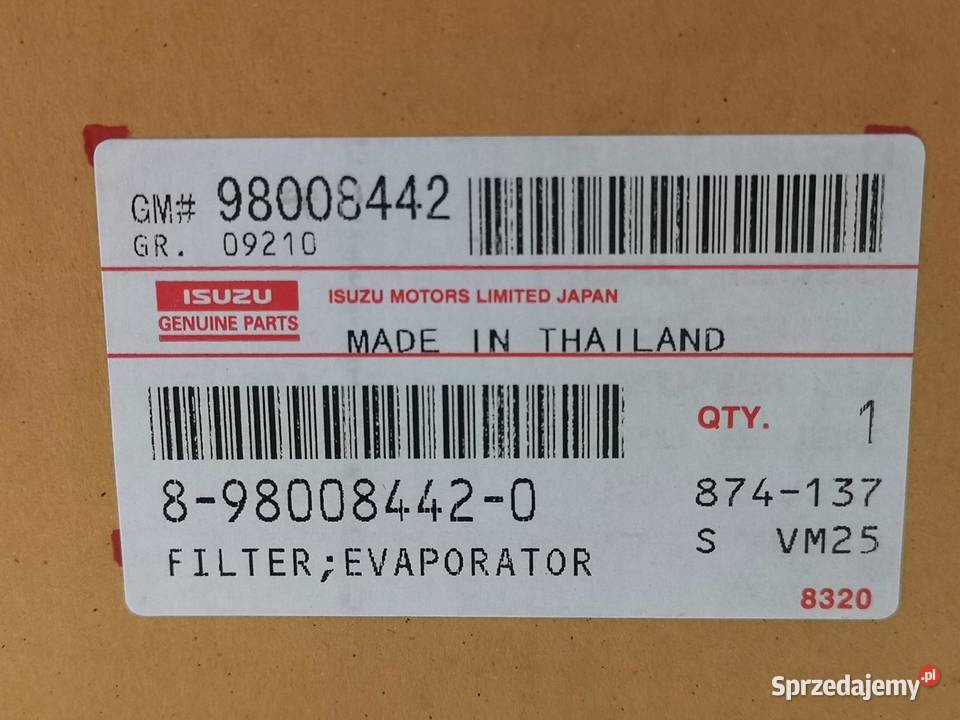 GM# 98008442
GR. 09210
ISUZU
GENUINE PARTS
ISUZU MOTORS LIMITED JAPAN
MADE IN THAILAND
QTY. 1
8-98008442-0
874-137
FILTER;EVAPORATOR
S VM25
8320
Sprzedajemy.pl